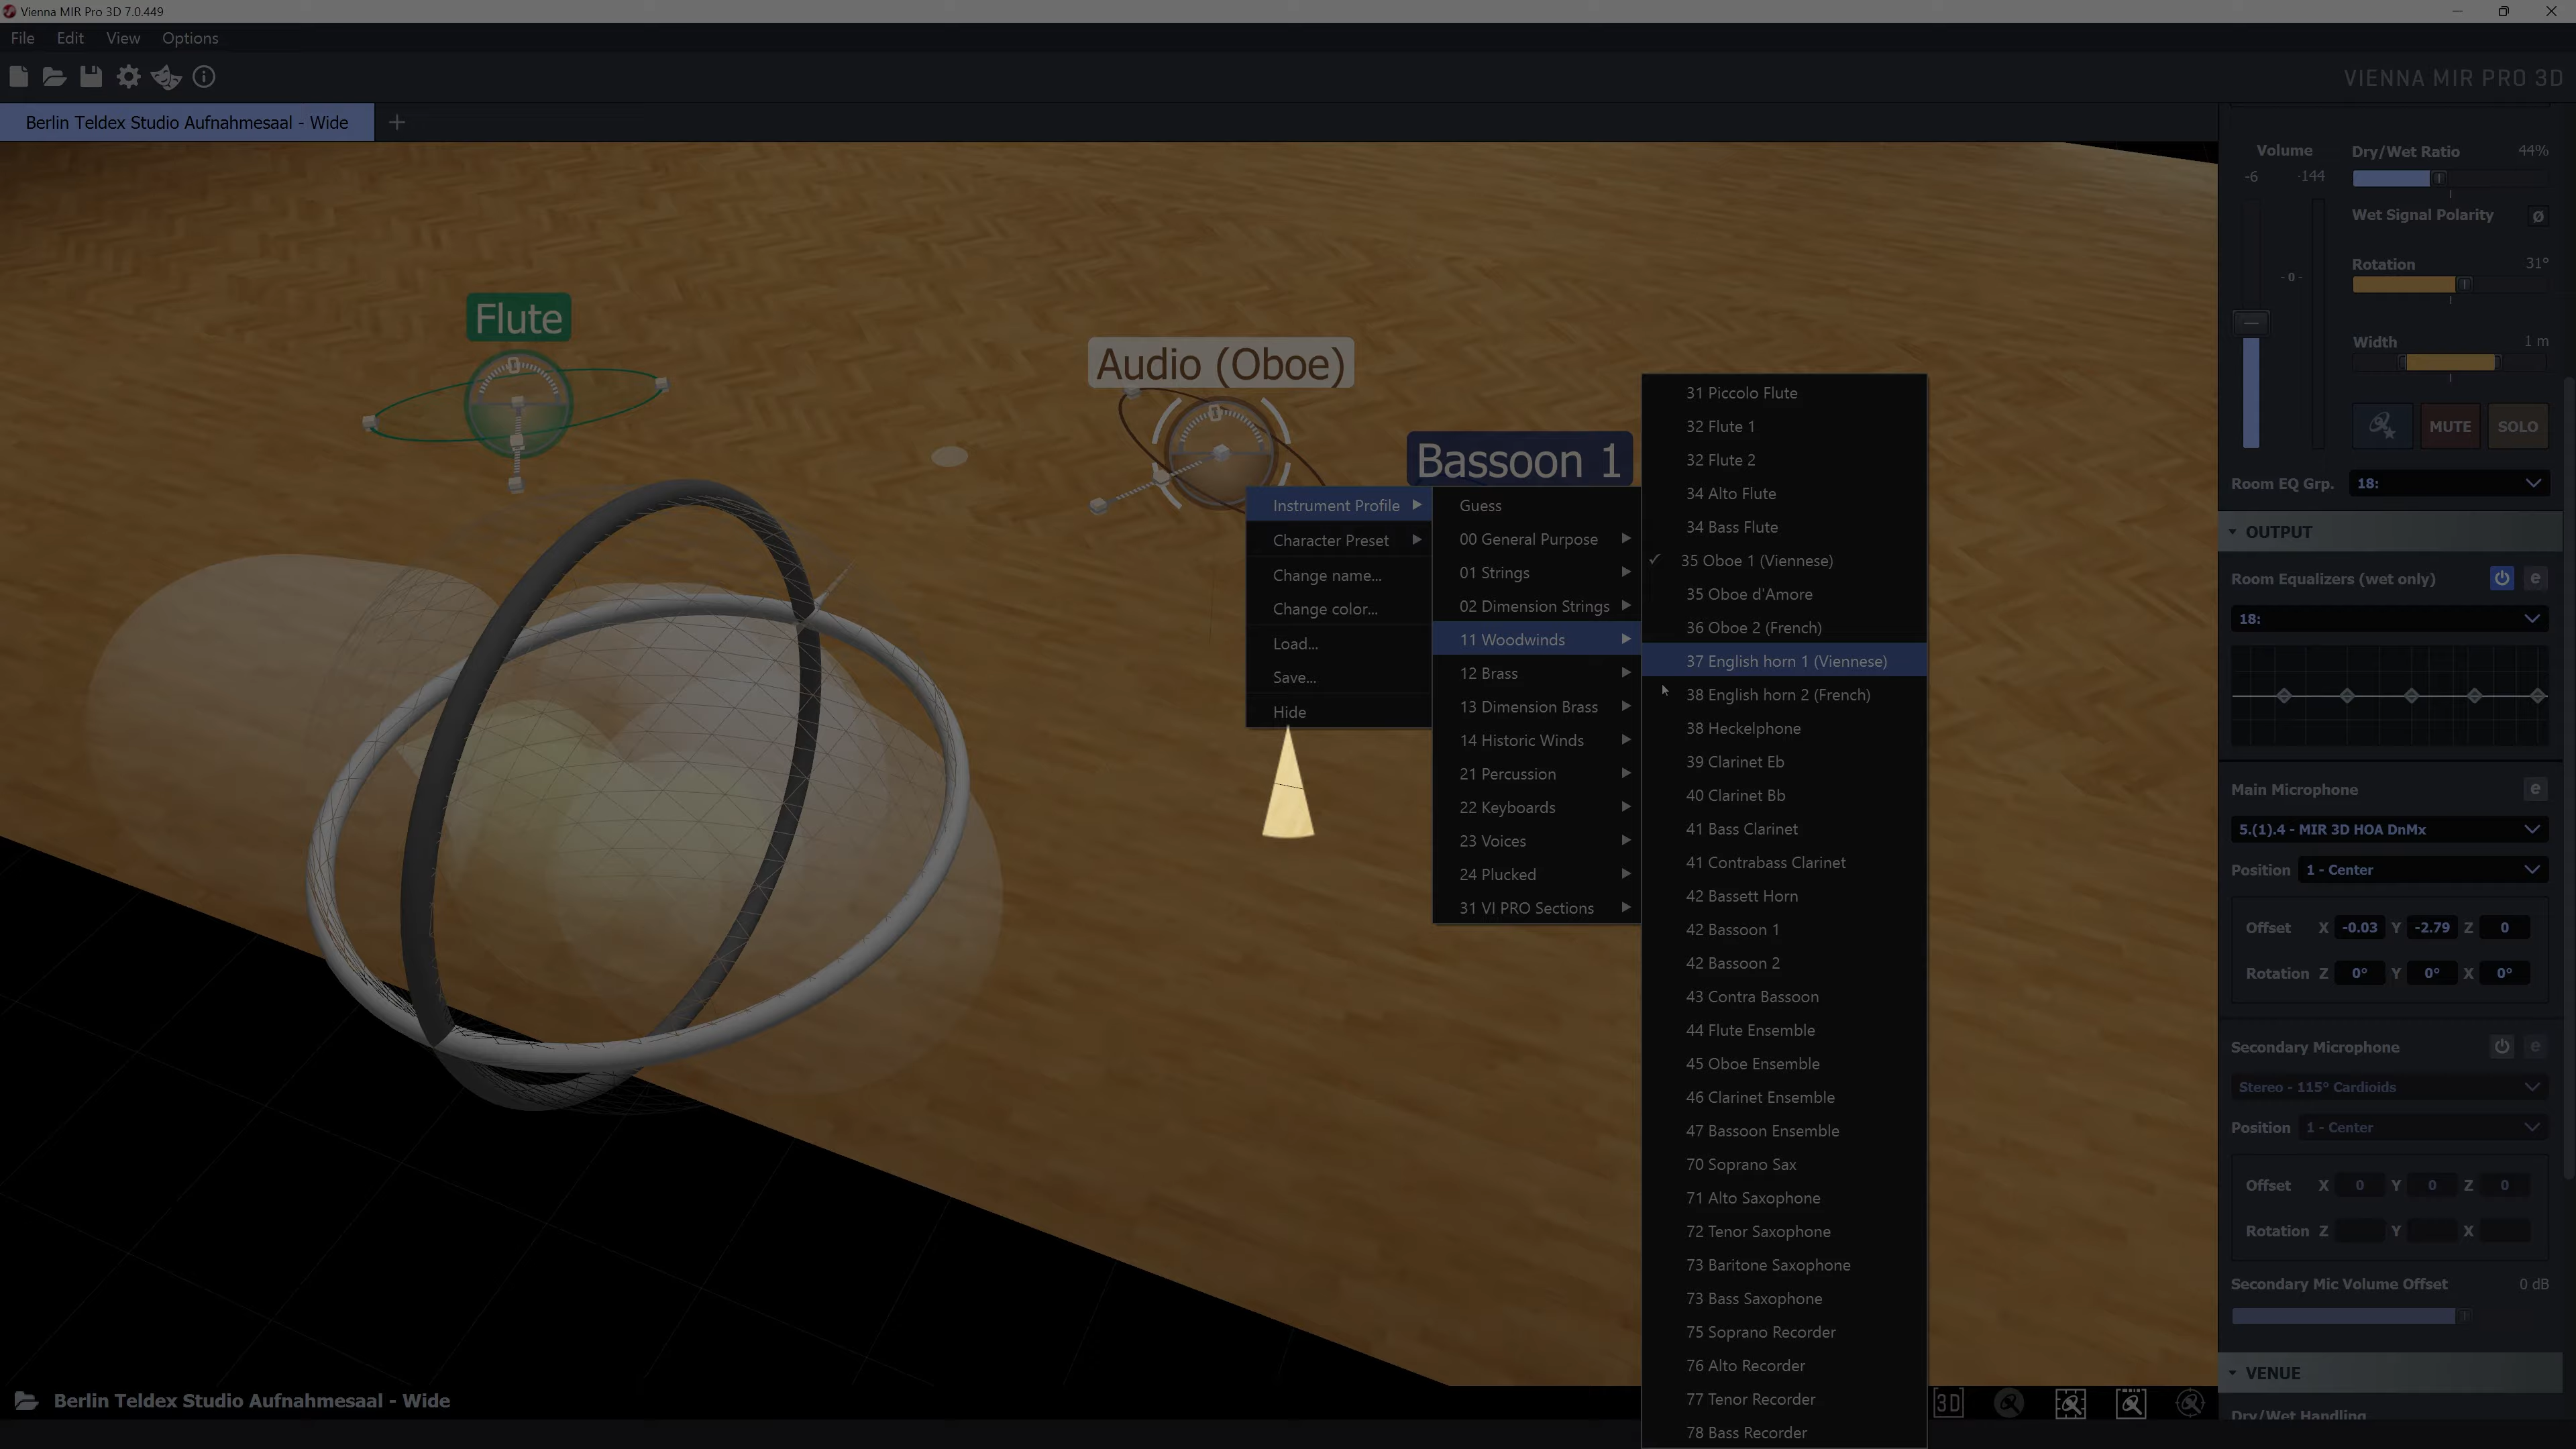 Vienna MIR Pro 3D 7.0.449
File Edit View Options
VIENNA MIR PRO 3D
Berlin Teldex Studio Aufnahmesaal - Wide
Flute
Audio (Oboe)
Bassoon 1
Instrument Profile
Character Preset
Change name...
Change color...
Load...
Save...
Hide
Guess
00 General Purpose
01 Strings
02 Dimension Strings
11 Woodwinds
12 Brass
13 Dimension Brass
14 Historic Winds
21 Percussion
22 Keyboards
23 Voices
24 Plucked
31 VI PRO Sections
31 Piccolo Flute
32 Flute 1
32 Flute 2
34 Alto Flute
34 Bass Flute
35 Oboe 1 (Viennese)
35 Oboe d'Amore
36 Oboe 2 (French)
37 English horn 1 (Viennese)
38 English horn 2 (French)
38 Heckelphone
39 Clarinet Eb
40 Clarinet Bb
41 Bass Clarinet
41 Contrabass Clarinet
42 Bassett Horn
42 Bassoon 1
42 Bassoon 2
43 Contra Bassoon
44 Flute Ensemble
45 Oboe Ensemble
46 Clarinet Ensemble
47 Bassoon Ensemble
70 Soprano Sax
71 Alto Saxophone
72 Tenor Saxophone
73 Baritone Saxophone
73 Bass Saxophone
75 Soprano Recorder
76 Alto Recorder
77 Tenor Recorder
78 Bass Recorder
Volume
-6 -144
- 0 -
Dry/Wet Ratio 44%
Wet Signal Polarity ø
Rotation 31°
Width 1 m
MUTE SOLO
Room EQ Grp. 18:
OUTPUT
Room Equalizers (wet only) e
18:
Main Microphone e
5.(1).4 - MIR 3D HOA DnMx
Position 1 - Center
Offset X -0.03 Y -2.79 Z 0
Rotation Z 0° Y 0° X 0°
Secondary Microphone e
Stereo - 115° Cardioids
Position 1 - Center
Offset X 0 Y 0 Z 0
Rotation Z Y X
Secondary Mic Volume Offset 0 dB
VENUE
Dry/Wet Handling
Berlin Teldex Studio Aufnahmesaal - Wide
3D